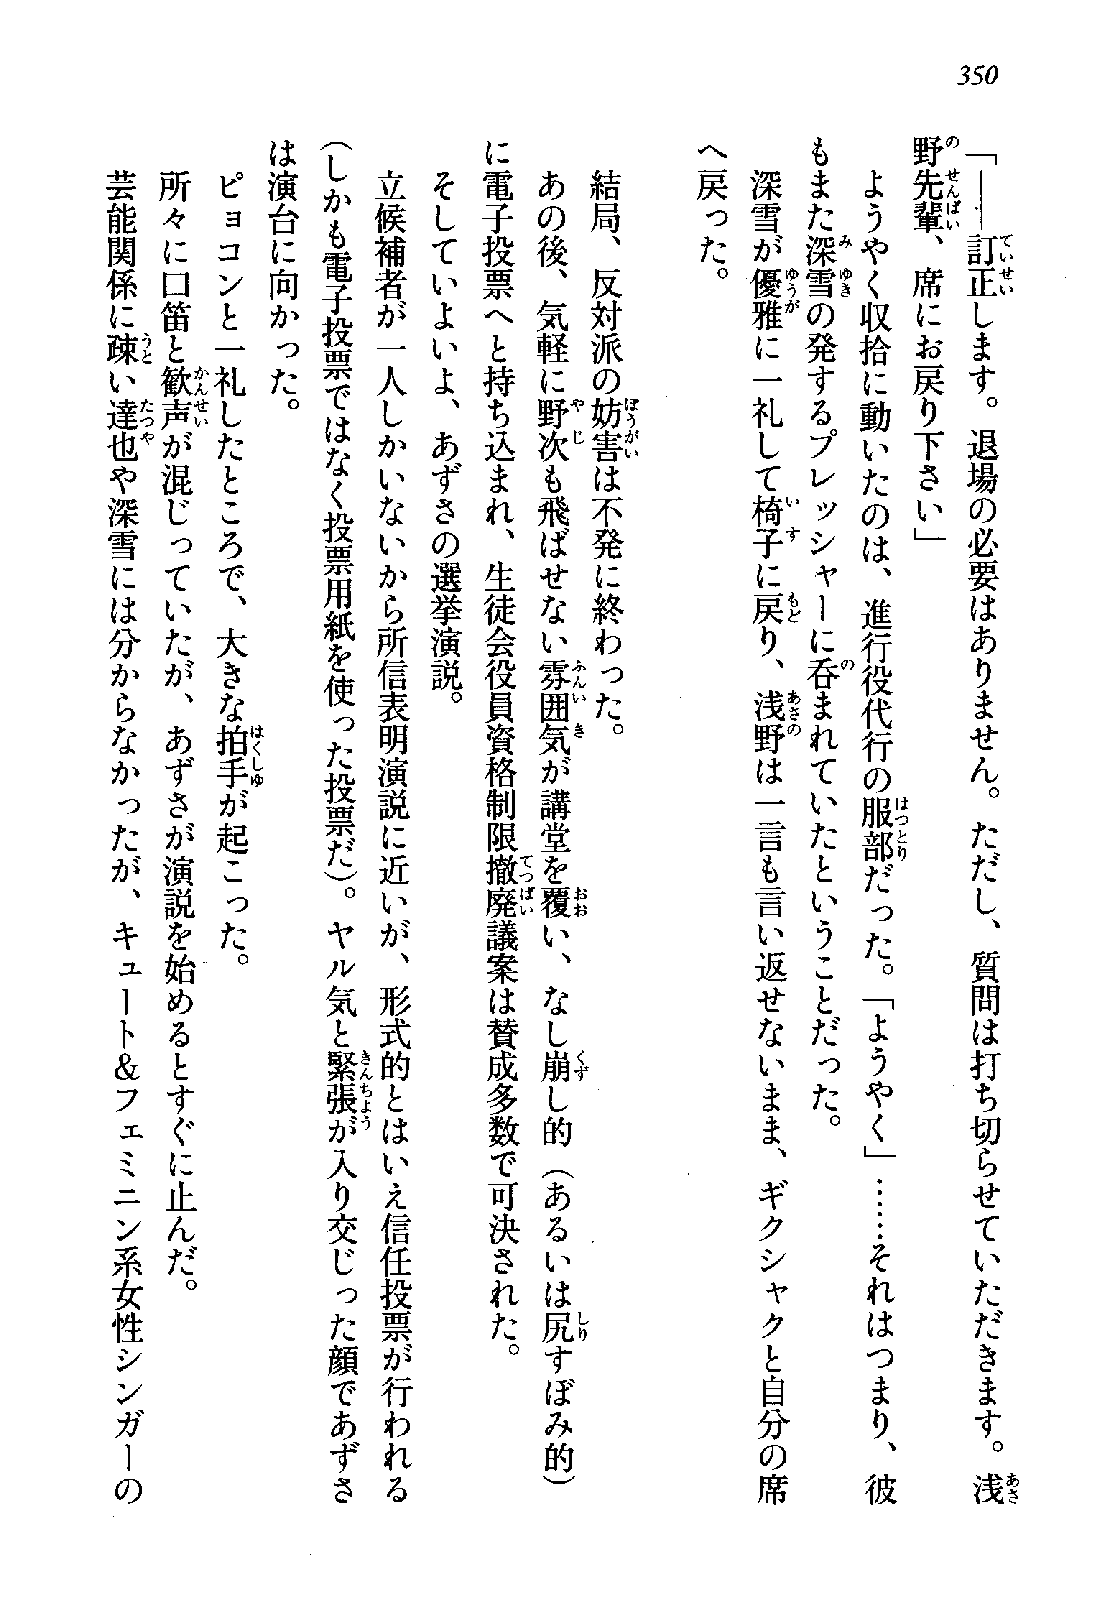 350
「――訂正します。退場の必要はありません。ただし、質問は打ち切らせていただきます。浅
野先輩、席にお戻り下さい」
ようやく収拾に動いたのは、進行役代行の服部だった。「ようやく」……それはつまり、彼
もまた深雪の発するプレッシャーに呑まれていたということだった。
深雪が優雅に一礼して椅子に戻り、浅野は一言も言い返せないまま、ギクシャクと自分の席
へ戻った。
結局、反対派の妨害は不発に終わった。
あの後、気軽に野次も飛ばせない雰囲気が講堂を覆い、なし崩し的（あるいは尻すぼみ的）
に電子投票へと持ち込まれ、生徒会役員資格制限撤廃議案は賛成多数で可決された。
そしていよいよ、あずさの選挙演説。
立候補者が一人しかいないから所信表明演説に近いが、形式的とはいえ信任投票が行われる
（しかも電子投票ではなく投票用紙を使った投票だ）。ヤル気と緊張が入り交じった顔であずさ
は演台に向かった。
ピョコンと一礼したところで、大きな拍手が起こった。
所々に口笛と歓声が混じっていたが、あずさが演説を始めるとすぐに止んだ。
芸能関係に疎い達也や深雪には分からなかったが、キュート＆フェミニン系女性シンガーの